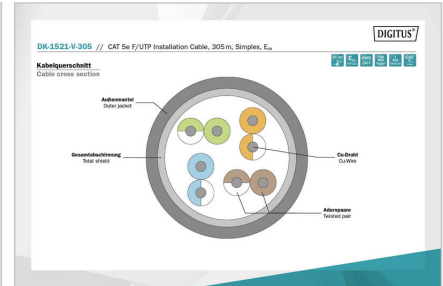 DIGITUS®
DK-1521-V-305 // CAT 5e F/UTP Installation Cable, 305 m, Simplex, Eca
Kabelquerschnitt
Cable cross section
Außenmantel
Outer jacket
Gesamtabschirmung
Total shield
Cu-Draht
Cu-Wire
Adernpaare
Twisted pair